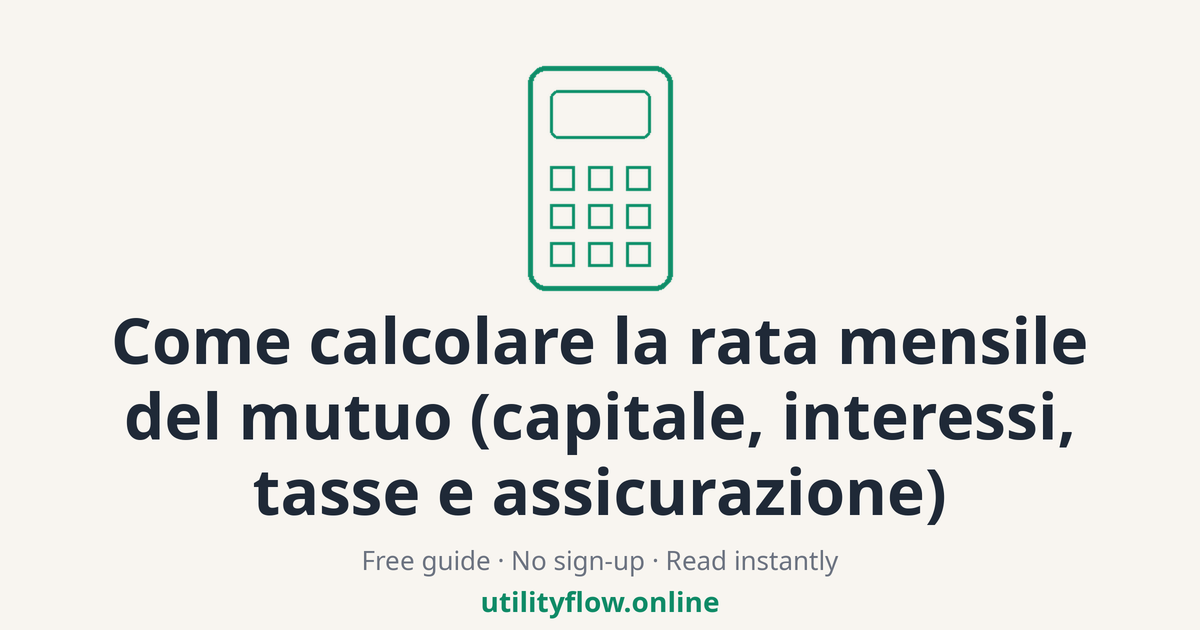 Come calcolare la rata mensile
del mutuo (capitale, interessi,
tasse e assicurazione)
Free guide · No sign-up · Read instantly
utilityflow.online